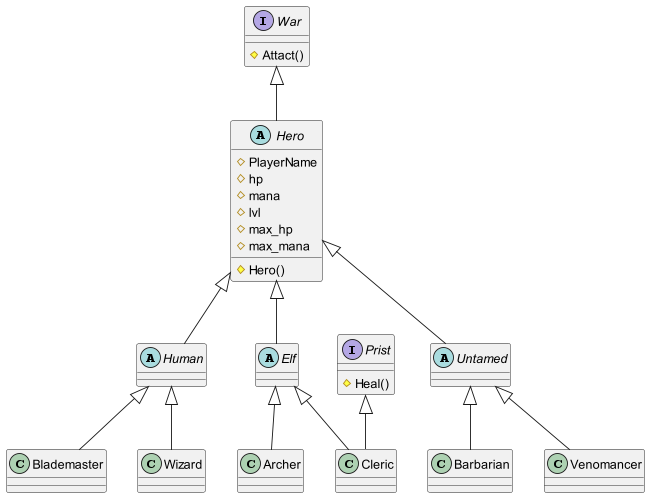 I War
Attact()
A Hero
PlayerName
hp
mana
lvl
max_hp
max_mana
Hero()
A Human
A Elf
I Prist
Heal()
A Untamed
C Blademaster
C Wizard
C Archer
C Cleric
C Barbarian
C Venomancer